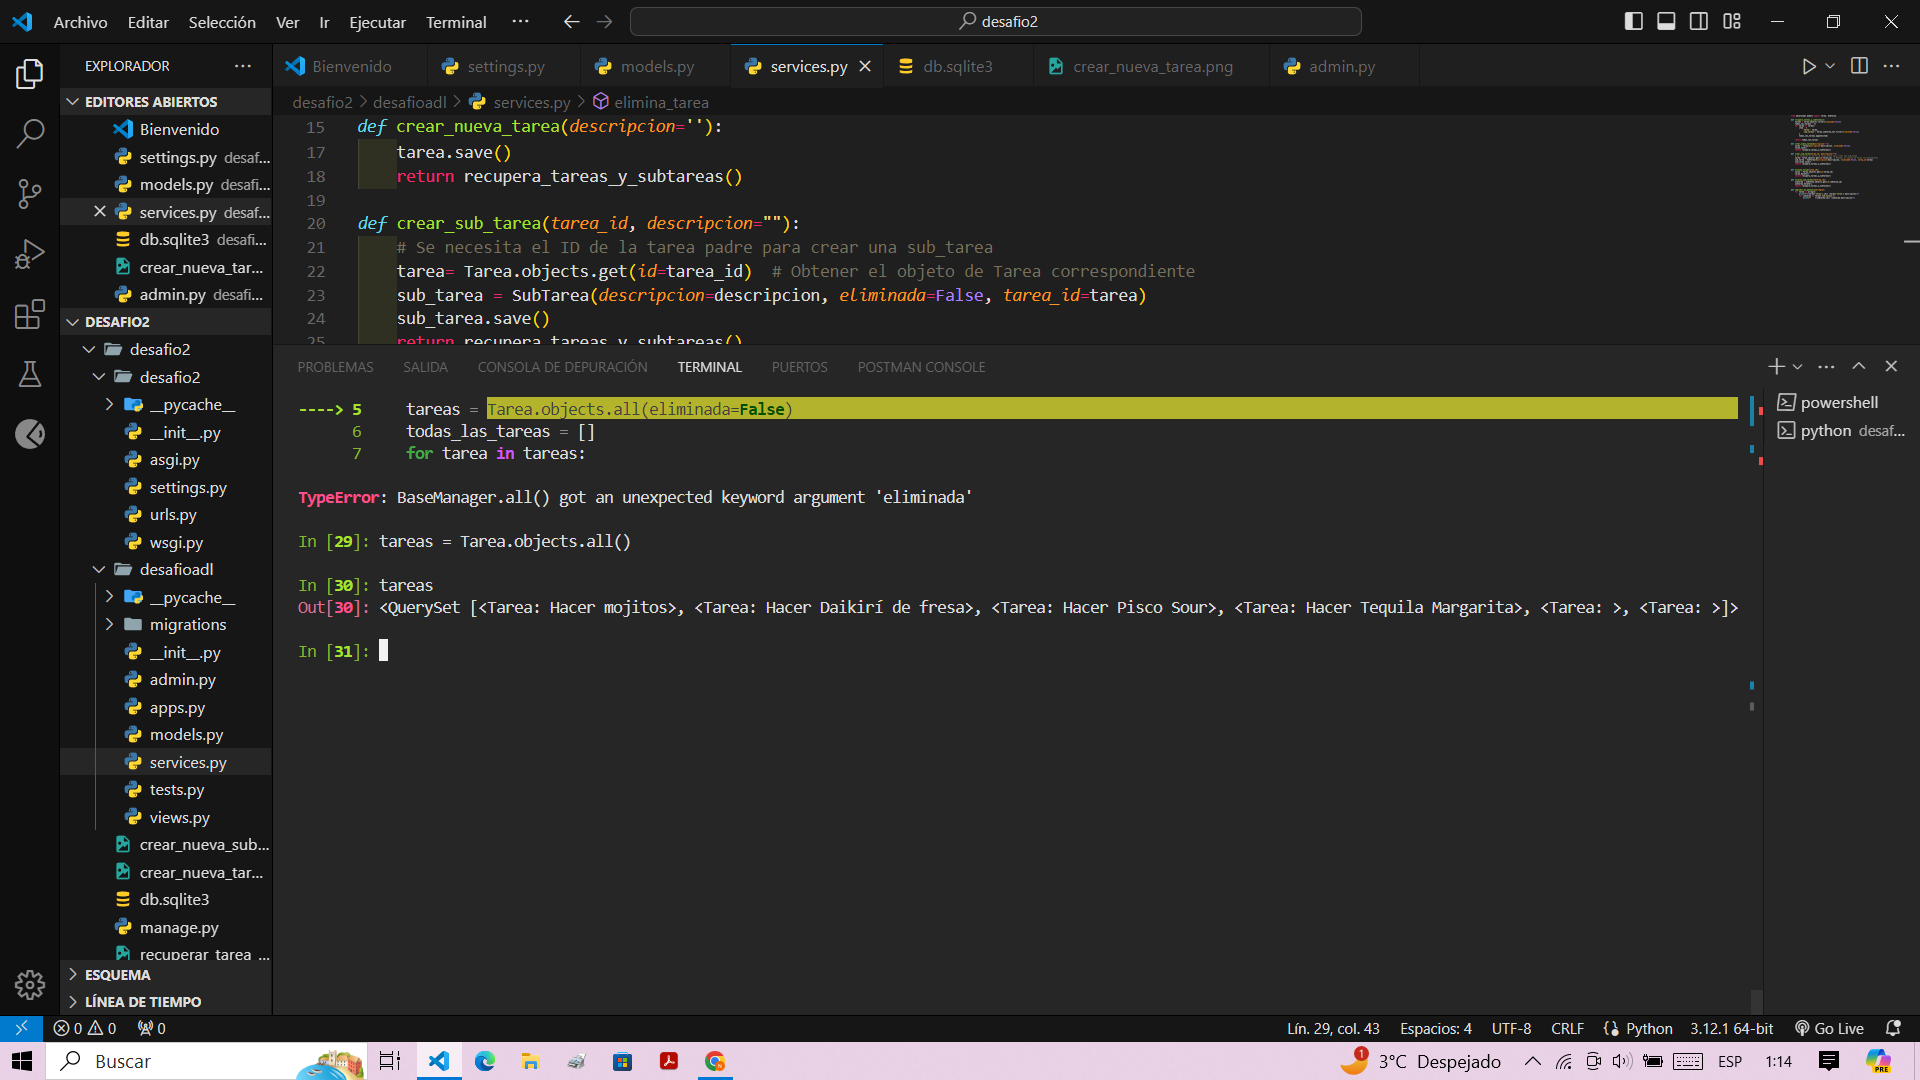 Archivo Editar Selección Ver Ir Ejecutar Terminal ··· desafio2
EXPLORADOR ···
Bienvenido settings.py models.py services.py db.sqlite3 crear_nueva_tarea.png admin.py
EDITORES ABIERTOS
Bienvenido
settings.py desaf...
models.py desafi...
services.py desaf...
db.sqlite3 desafi...
crear_nueva_tar...
admin.py desafi...
DESAFIO2
desafio2
desafio2
__pycache__
__init__.py
asgi.py
settings.py
urls.py
wsgi.py
desafioadl
__pycache__
migrations
__init__.py
admin.py
apps.py
models.py
services.py
tests.py
views.py
crear_nueva_sub...
crear_nueva_tar...
db.sqlite3
manage.py
recuperar_tarea_...
ESQUEMA
LÍNEA DE TIEMPO
desafio2 > desafioadl > services.py > elimina_tarea
15 def crear_nueva_tarea(descripcion=''):
17 tarea.save()
18 return recupera_tareas_y_subtareas()
19
20 def crear_sub_tarea(tarea_id, descripcion=""):
21 # Se necesita el ID de la tarea padre para crear una sub_tarea
22 tarea= Tarea.objects.get(id=tarea_id) # Obtener el objeto de Tarea correspondiente
23 sub_tarea = SubTarea(descripcion=descripcion, eliminada=False, tarea_id=tarea)
24 sub_tarea.save()
25 return recupera_tareas_y_subtareas()
PROBLEMAS SALIDA CONSOLA DE DEPURACIÓN TERMINAL PUERTOS POSTMAN CONSOLE
powershell
python desaf...
----> 5 tareas = Tarea.objects.all(eliminada=False)
6 todas_las_tareas = []
7 for tarea in tareas:
TypeError: BaseManager.all() got an unexpected keyword argument 'eliminada'
In [29]: tareas = Tarea.objects.all()
In [30]: tareas
Out[30]: <QuerySet [<Tarea: Hacer mojitos>, <Tarea: Hacer Daikirí de fresa>, <Tarea: Hacer Pisco Sour>, <Tarea: Hacer Tequila Margarita>, <Tarea: >, <Tarea: >]>
In [31]:
0 0 0 Lín. 29, col. 43 Espacios: 4 UTF-8 CRLF Python 3.12.1 64-bit Go Live
Buscar 1 3°C Despejado ESP 1:14 PRE